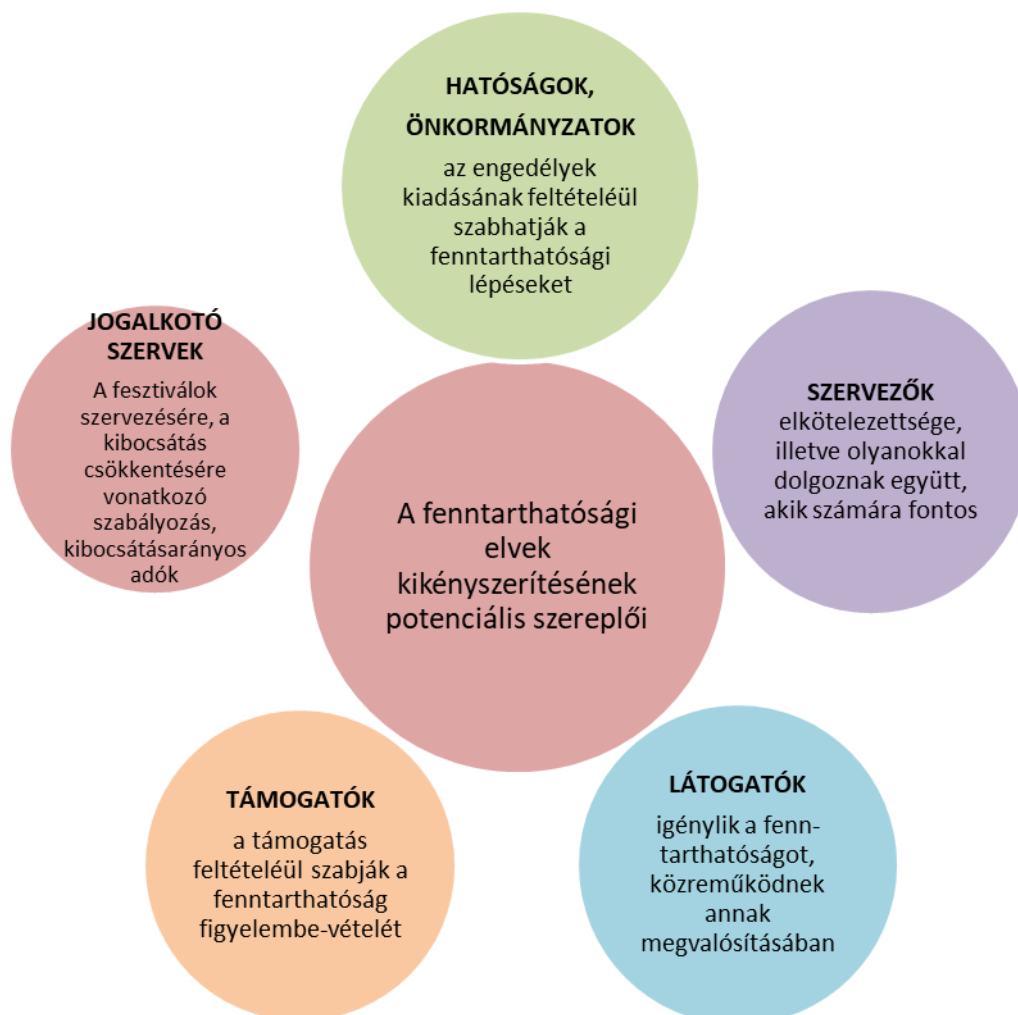 HATÓSÁGOK,
ÖNKORMÁNYZATOK
az engedélyek
kiadásának feltételéül
szabhatják a
fenntarthatósági
lépéseket
JOGALKOTÓ
SZERVEK
A fesztiválok
szervezésére, a
kibocsátás
csökkentésére
vonatkozó
szabályozás,
kibocsátásarányos
adók
SZERVEZŐK
elkötelezettsége,
illetve olyanokkal
dolgoznak együtt,
akik számára fontos
A fenntarthatósági
elvek
kikényszerítésének
potenciális szereplői
TÁMOGATÓK
a támogatás
feltételéül szabják a
fenntarthatóság
figyelembe-vételét
LÁTOGATÓK
igénylik a fenn-
tarthatóságot,
közreműködnek
annak
megvalósításában